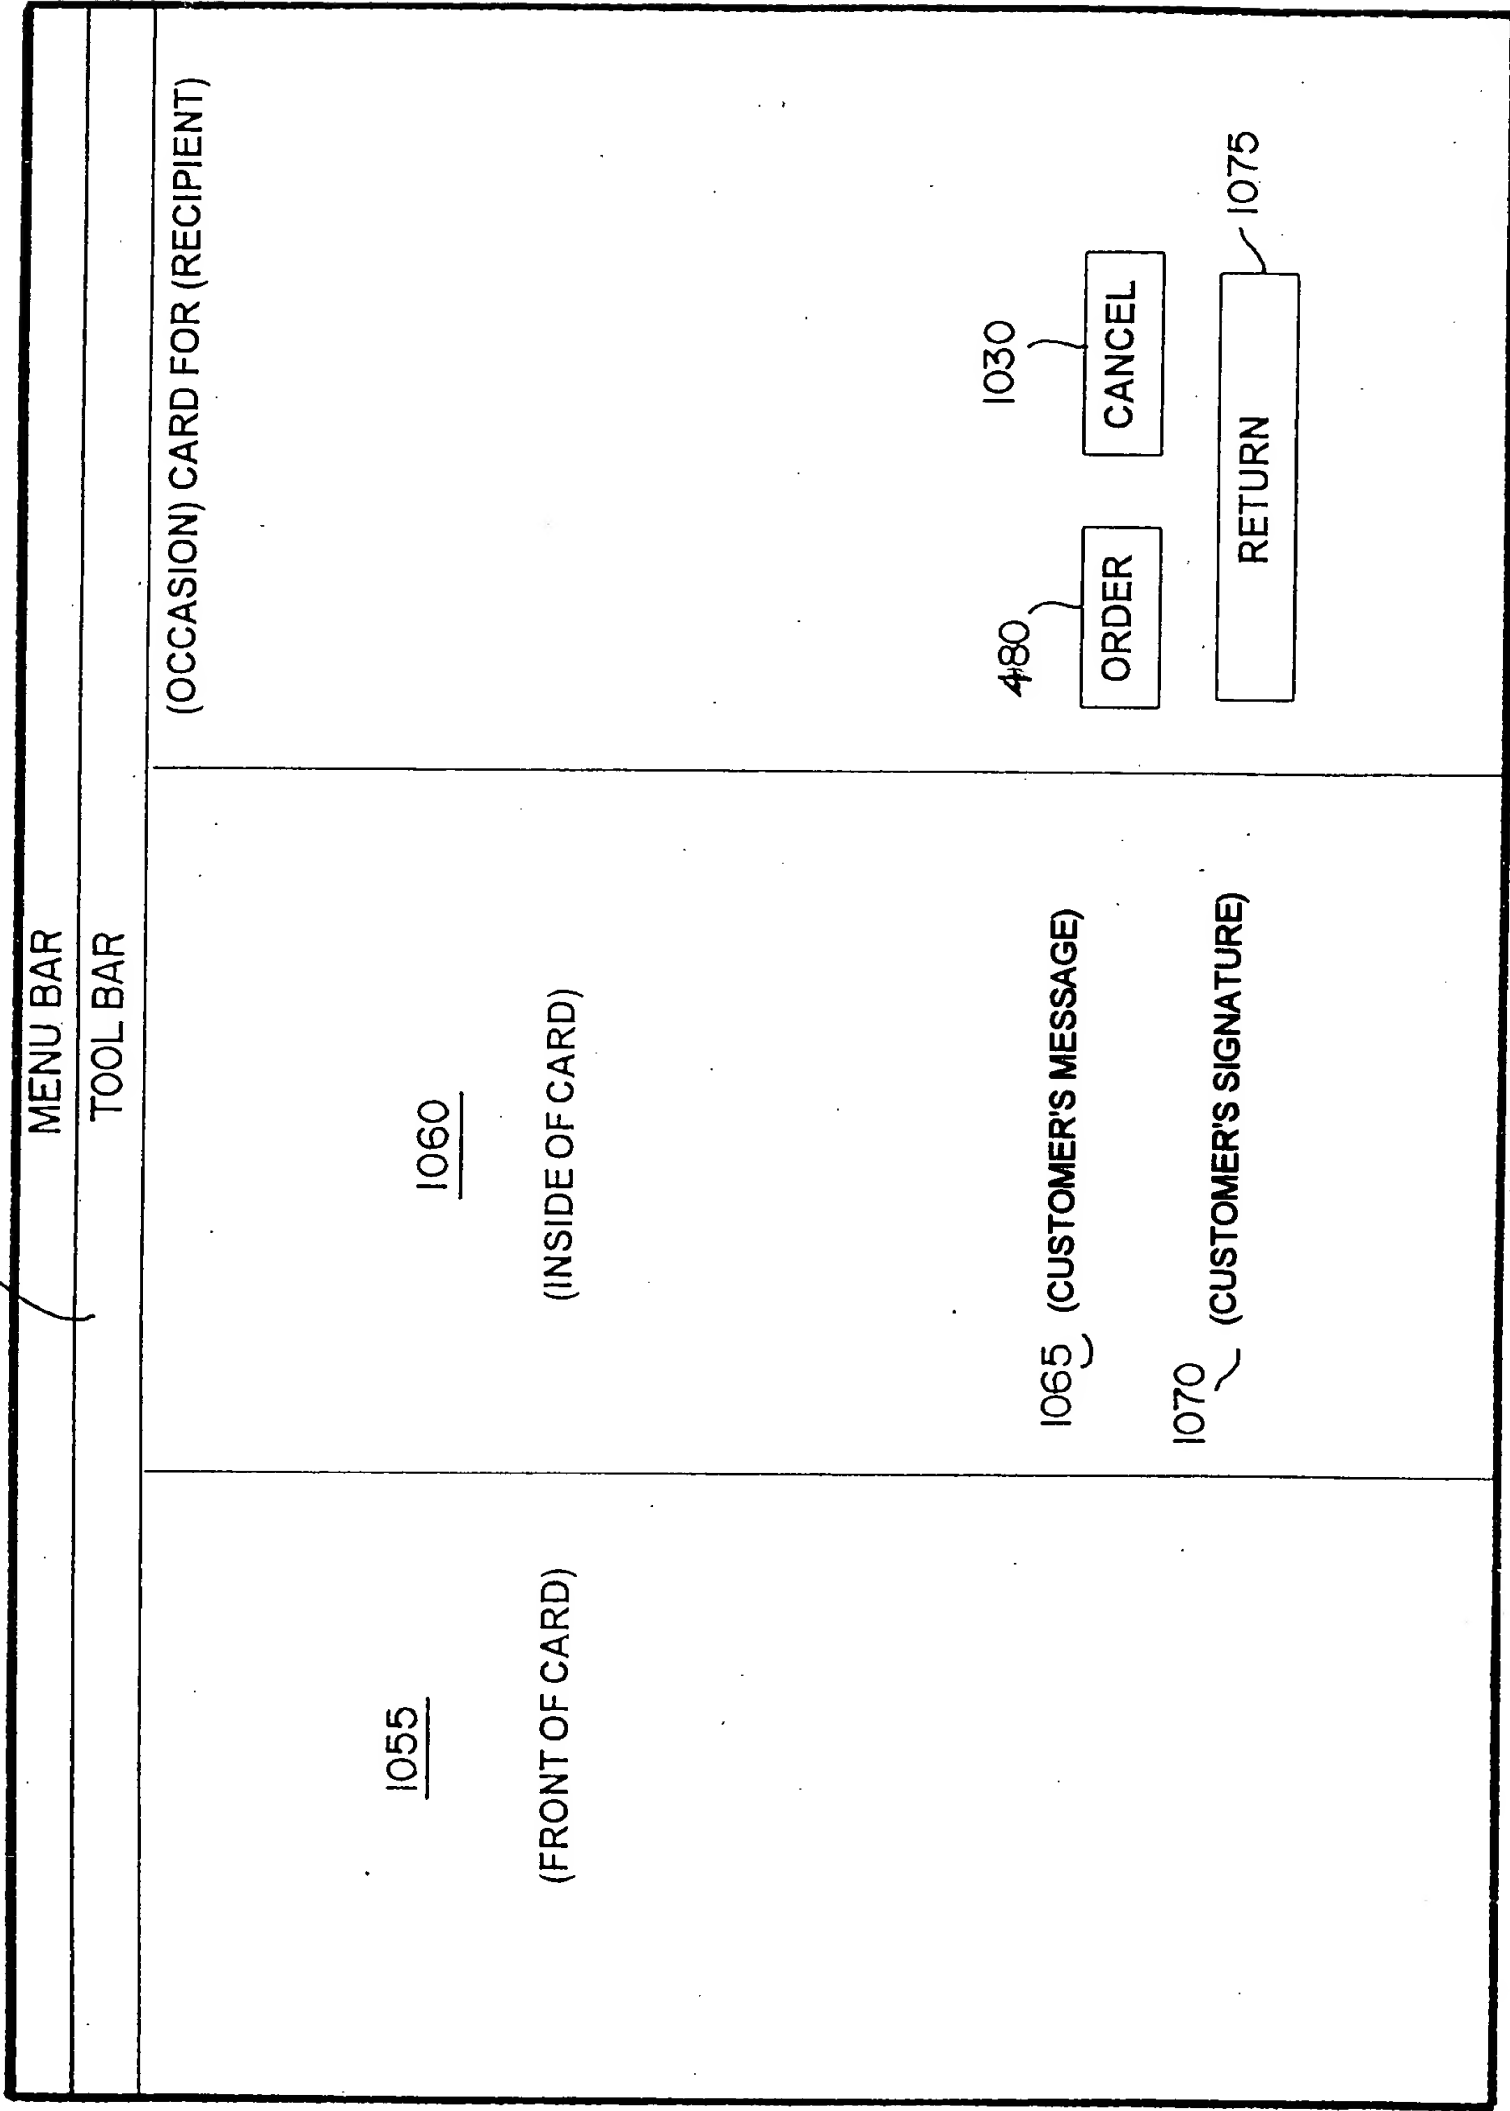 MENU BAR
TOOL BAR
(OCCASION) CARD FOR (RECIPIENT)
1055
(FRONT OF CARD)
1060
(INSIDE OF CARD)
1065 (CUSTOMER'S MESSAGE)
1070 (CUSTOMER'S SIGNATURE)
480
1030
ORDER
CANCEL
RETURN
1075